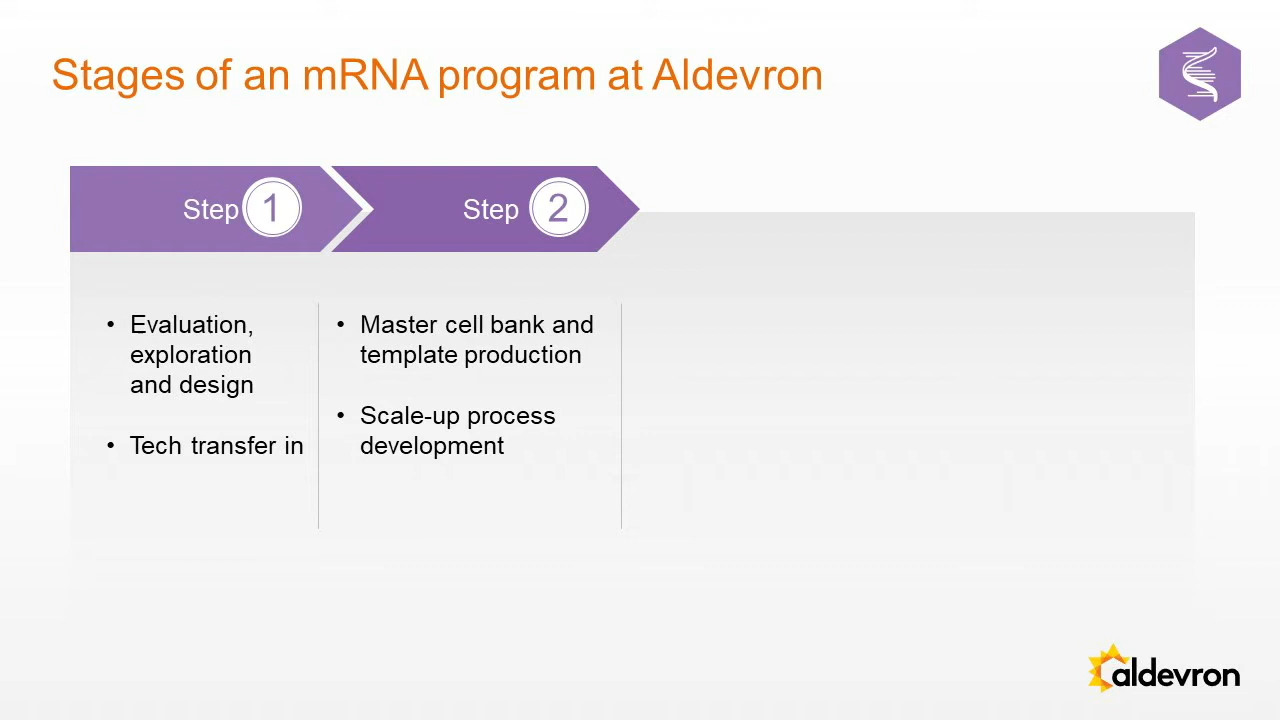 Stages of an mRNA program at Aldevron
Step 1
Step 2
• Evaluation,
exploration
and design
• Tech transfer in
• Master cell bank and
template production
• Scale-up process
development
aldevron